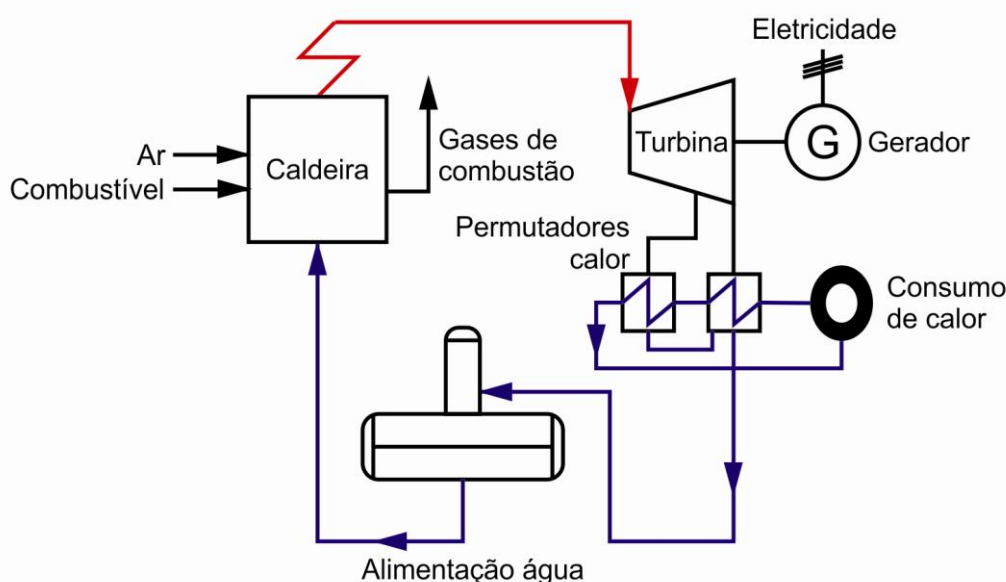 Eletricidade
Ar
Combustível
Caldeira
Gases de
combustão
Turbina
G
Gerador
Permutadores
calor
Consumo
de calor
Alimentação água